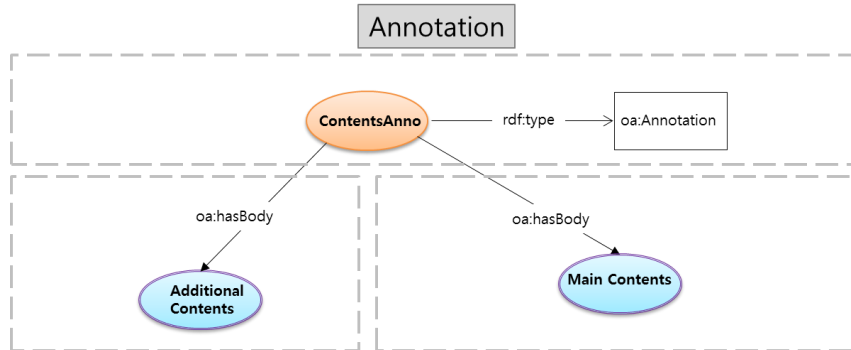 Annotation
ContentsAnno
rdf:type
oa:Annotation
oa:hasBody
oa:hasBody
Additional
Contents
Main Contents